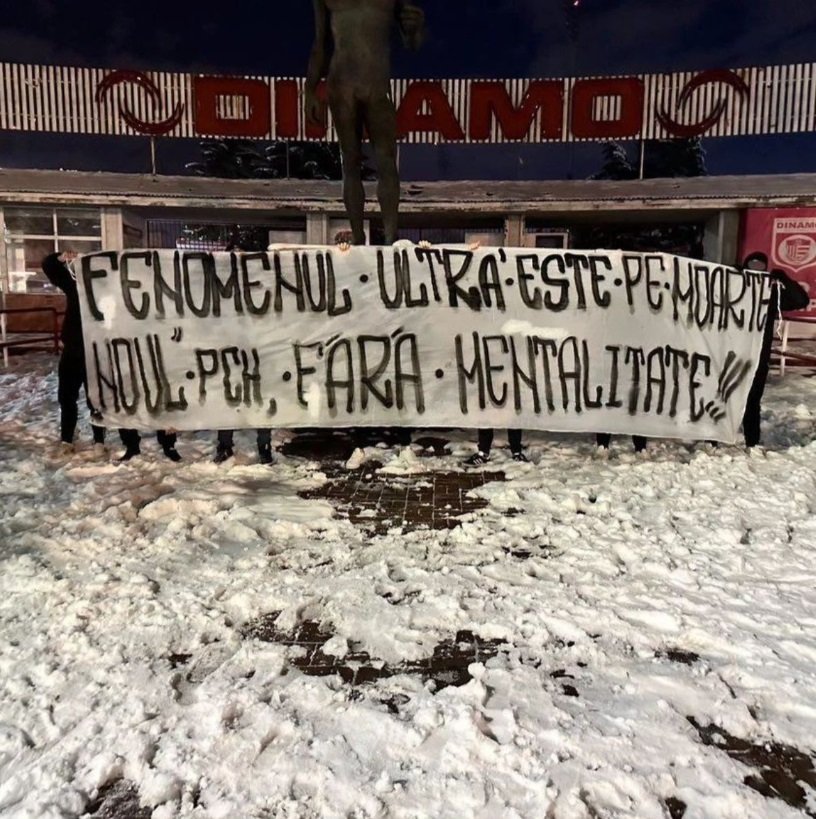 DINAMO
DINAMO
FENOMENUL·ULTRA'·ESTE·PE·MOARTE
"NOUL"·PCH,·FĂRĂ·MENTALITATE!!!